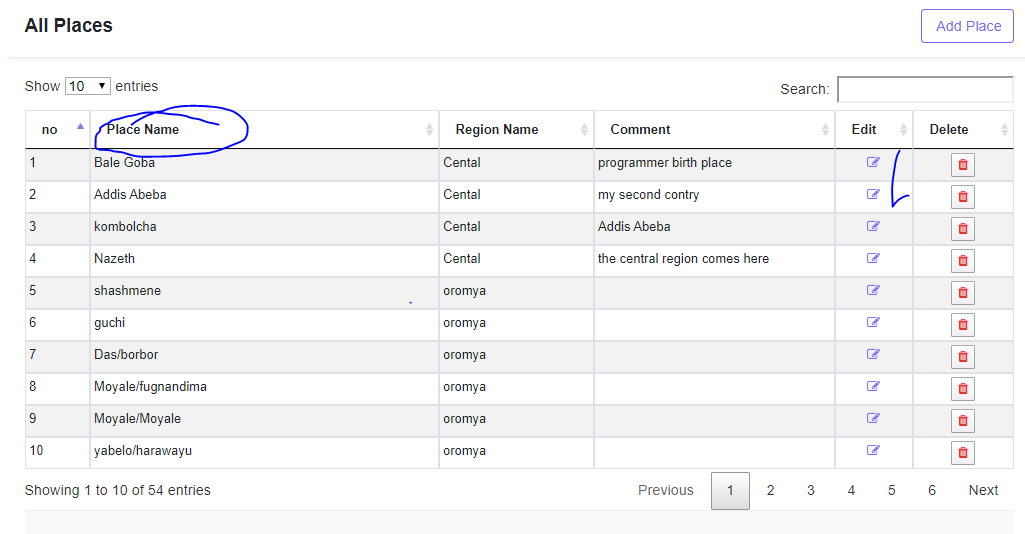 All Places
Add Place
Show 10 entries
Search:
no Place Name Region Name Comment Edit Delete
1 Bale Goba Cental programmer birth place
2 Addis Abeba Cental my second contry
3 kombolcha Cental Addis Abeba
4 Nazeth Cental the central region comes here
5 shashmene oromya
6 guchi oromya
7 Das/borbor oromya
8 Moyale/fugnandima oromya
9 Moyale/Moyale oromya
10 yabelo/harawayu oromya
Showing 1 to 10 of 54 entries
Previous 1 2 3 4 5 6 Next